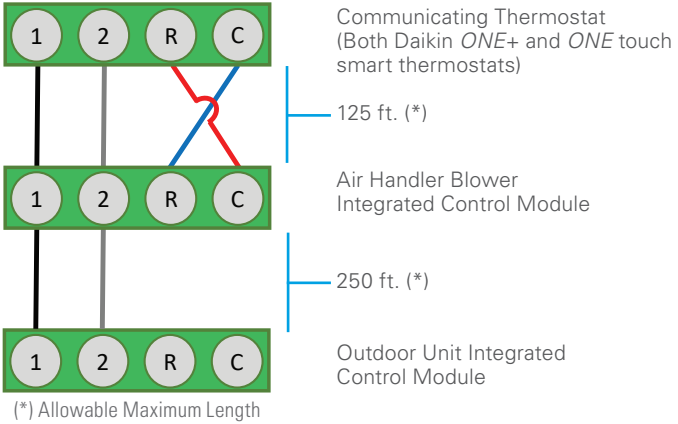 1 2 R C
Communicating Thermostat
(Both Daikin ONE+ and ONE touch
smart thermostats)
125 ft. (*)
1 2 R C
Air Handler Blower
Integrated Control Module
250 ft. (*)
1 2 R C
Outdoor Unit Integrated
Control Module
(*) Allowable Maximum Length